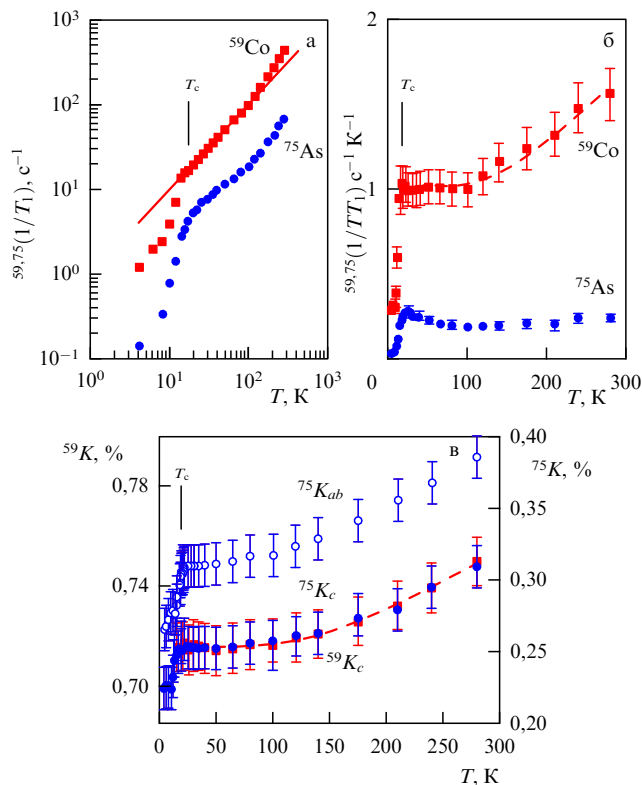 а
⁵⁹Co
T_c
⁷⁵As
⁵⁹,⁷⁵(1/T₁), с⁻¹
10³
10²
10¹
10⁰
10⁻¹
10⁰ 10¹ 10² 10³
T, К
б
T_c
⁵⁹Co
⁷⁵As
⁵⁹,⁷⁵(1/TT₁) с⁻¹ К⁻¹
2
1
0 100 200 300
T, К
в
⁵⁹K, %
⁷⁵K, %
T_c
⁷⁵K_ab
⁷⁵K_c
⁵⁹K_c
0,78
0,74
0,70
0,40
0,35
0,30
0,25
0,20
0 50 100 150 200 250 300
T, К